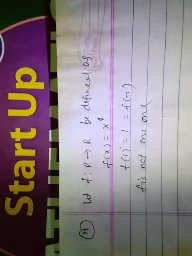 Start Up
(11) Let f: R→R be defined as
f(x) = x⁴
f(1) = 1 = f(-1)
f is not one one